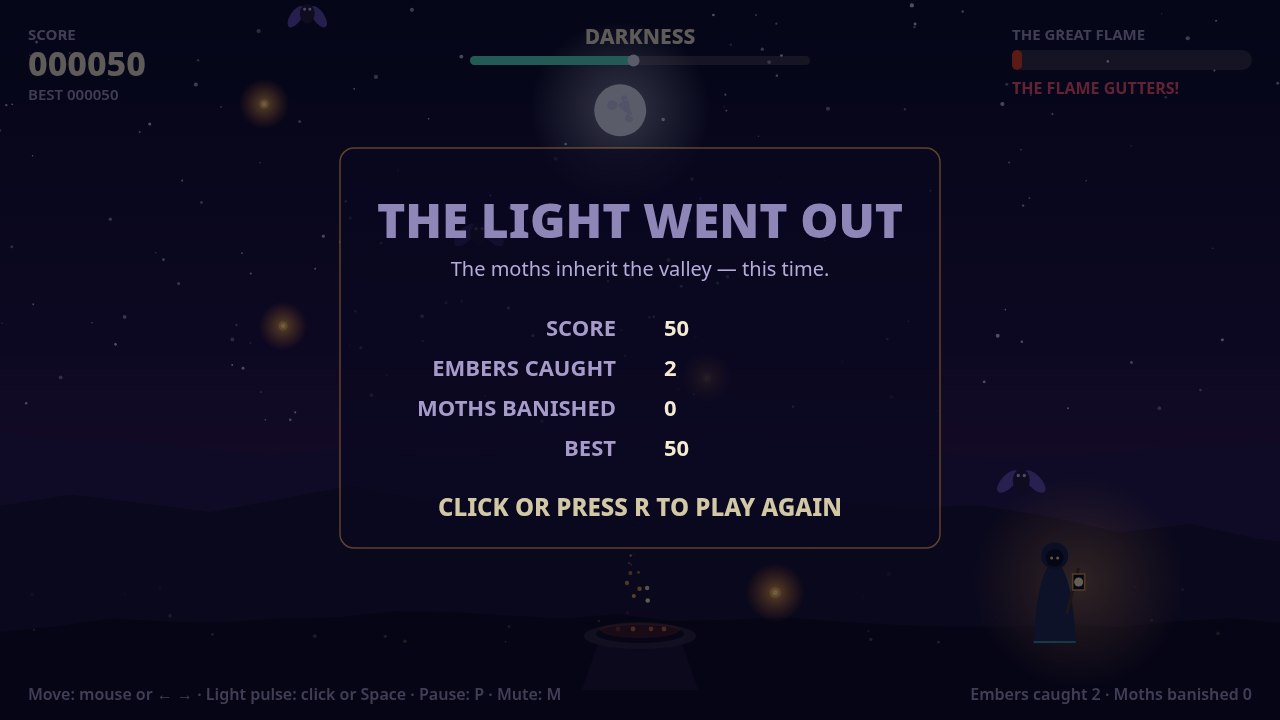 SCORE
000050
BEST 000050
DARKNESS
THE GREAT FLAME
THE FLAME GUTTERS!
THE LIGHT WENT OUT
The moths inherit the valley — this time.
SCORE 50
EMBERS CAUGHT 2
MOTHS BANISHED 0
BEST 50
CLICK OR PRESS R TO PLAY AGAIN
Move: mouse or ← → · Light pulse: click or Space · Pause: P · Mute: M
Embers caught 2 · Moths banished 0